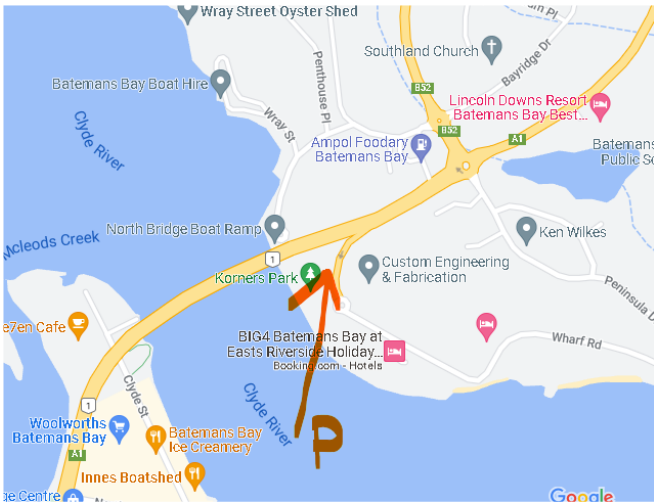 Wray Street Oyster Shed
Southland Church
Bayridge Dr
Penthouse Pl
Batemans Bay Boat Hire
B52
Lincoln Downs Resort
Batemans Bay Best...
Wray St
Clyde River
Ampol Foodary
Batemans Bay
B52
A1
Batemans
Public
North Bridge Boat Ramp
Ken Wilkes
Mcleods Creek
1
Korners Park
Custom Engineering
& Fabrication
Peninsula D
e7en Cafe
BIG4 Batemans Bay at
Easts Riverside Holiday...
Booking.com - Hotels
Wharf Rd
Clyde St
Clyde River
1
Woolworths
Batemans Bay
Batemans Bay
Ice Creamery
A1
Innes Boatshed
ge Centre
Google